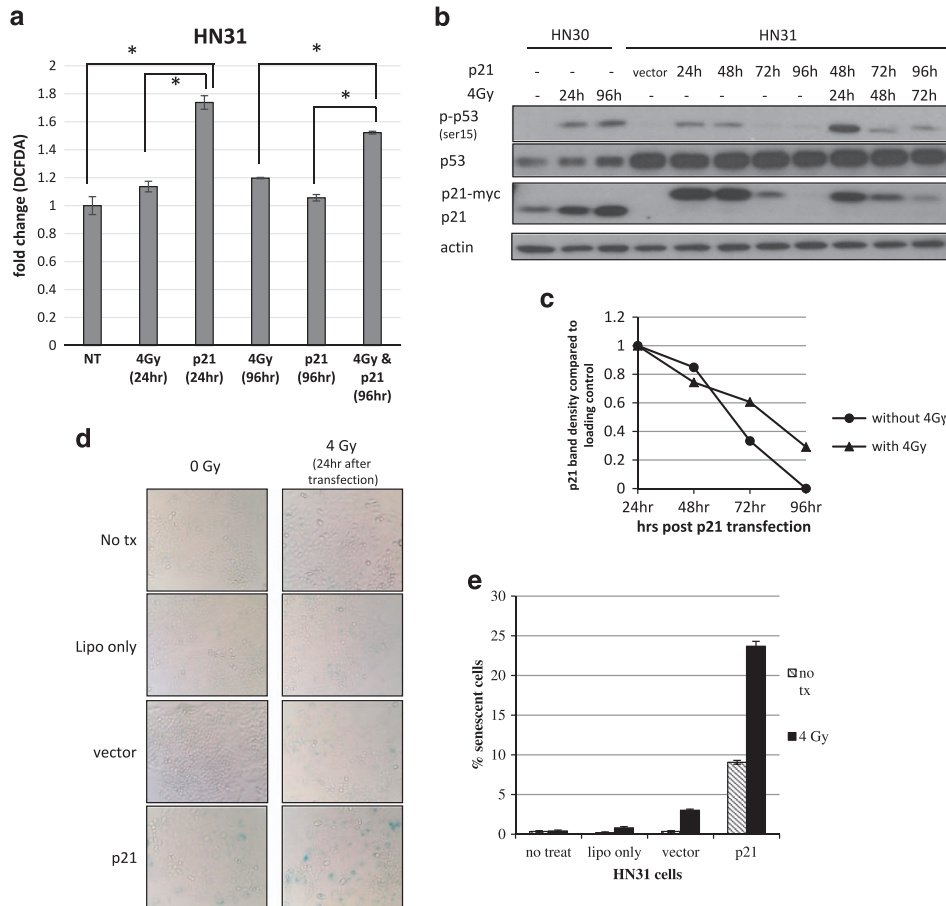 a
HN31
fold change (DCFDA)
2
1.8
1.6
1.4
1.2
1
0.8
0.6
0.4
0.2
0
*
*
*
*
NT
4Gy (24hr)
p21 (24hr)
4Gy (96hr)
p21 (96hr)
4Gy & p21 (96hr)
b
HN30 HN31
p21 - - - vector 24h 48h 72h 96h 48h 72h 96h
4Gy - 24h 96h - - - - - 24h 48h 72h
p-p53
(ser15)
p53
p21-myc
p21
actin
c
p21 band density compared to
loading control
1.2
1
0.8
0.6
0.4
0.2
0
24hr 48hr 72hr 96hr
hrs post p21 transfection
without 4Gy
with 4Gy
d
0 Gy
4 Gy
(24hr after
transfection)
No tx
Lipo only
vector
p21
e
% senescent cells
30
25
20
15
10
5
0
no treat lipo only vector p21
HN31 cells
no
tx
4 Gy